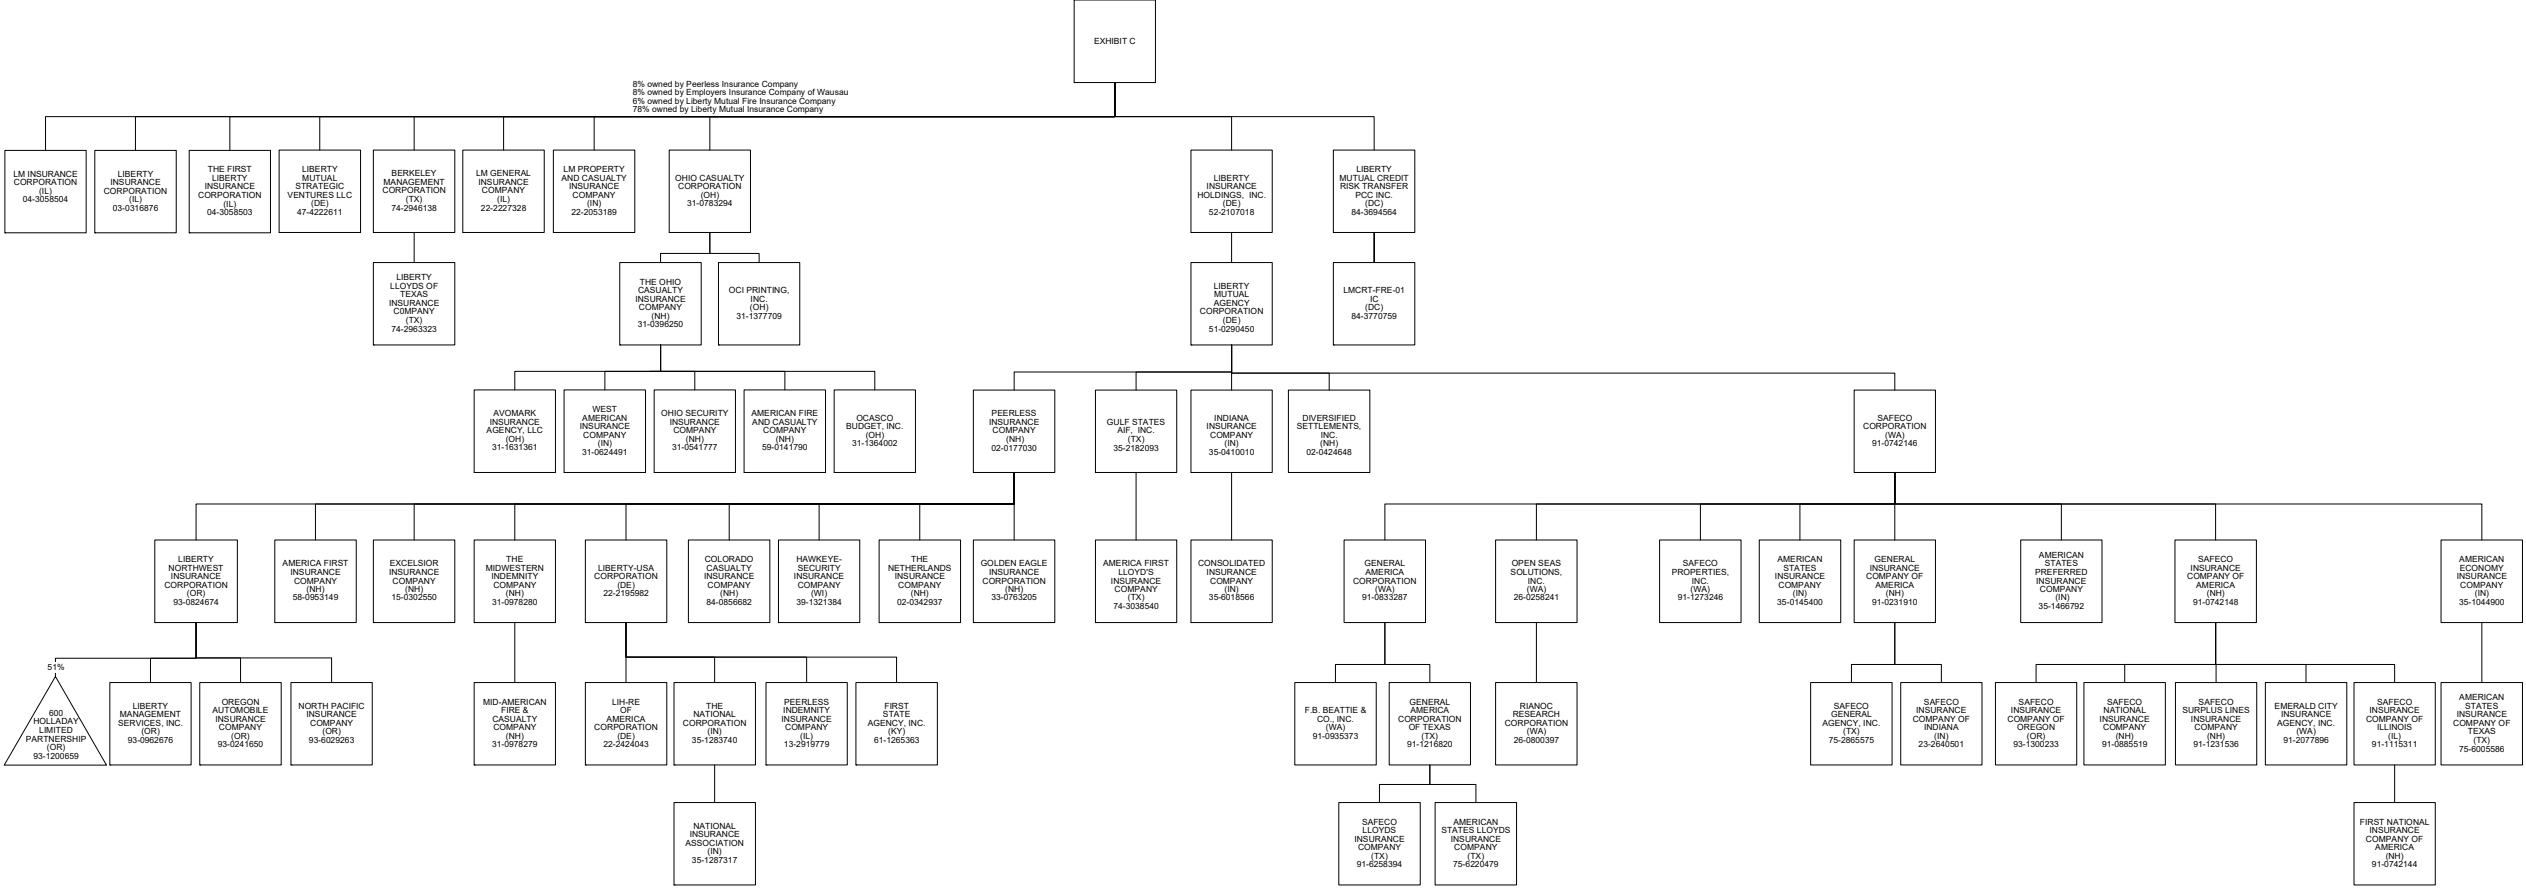 EXHIBIT C
8% owned by Peerless Insurance Company
8% owned by Employers Insurance Company of Wausau
6% owned by Liberty Mutual Fire Insurance Company
78% owned by Liberty Mutual Insurance Company
LM INSURANCE
CORPORATION
(IL)
04-3058504
LIBERTY
INSURANCE
CORPORATION
(IL)
03-0316876
THE FIRST
LIBERTY
INSURANCE
CORPORATION
(IL)
04-3058503
LIBERTY
MUTUAL
STRATEGIC
VENTURES LLC
(DE)
47-4222611
BERKELEY
MANAGEMENT
CORPORATION
(TX)
74-2946138
LM GENERAL
INSURANCE
COMPANY
(IL)
22-2227328
LM PROPERTY
AND CASUALTY
INSURANCE
COMPANY
(IN)
22-2053189
OHIO CASUALTY
CORPORATION
(OH)
31-0783294
LIBERTY
INSURANCE
HOLDINGS, INC.
(DE)
52-2107018
LIBERTY
MUTUAL CREDIT
RISK TRANSFER
PCC INC.
(DC)
84-3694564
LIBERTY
LLOYDS OF
TEXAS
INSURANCE
C0MPANY
(TX)
74-2963323
THE OHIO
CASUALTY
INSURANCE
COMPANY
(NH)
31-0396250
OCI PRINTING,
INC.
(OH)
31-1377709
LIBERTY
MUTUAL
AGENCY
CORPORATION
(DE)
51-0290450
LMCRT-FRE-01
IC
(DC)
84-3770759
AVOMARK
INSURANCE
AGENCY, LLC
(OH)
31-1631361
WEST
AMERICAN
INSURANCE
COMPANY
(IN)
31-0624491
OHIO SECURITY
INSURANCE
COMPANY
(NH)
31-0541777
AMERICAN FIRE
AND CASUALTY
COMPANY
(NH)
59-0141790
OCASCO
BUDGET, INC.
(OH)
31-1364002
PEERLESS
INSURANCE
COMPANY
(NH)
02-0177030
GULF STATES
AIF, INC.
(TX)
35-2182093
INDIANA
INSURANCE
COMPANY
(IN)
35-0410010
DIVERSIFIED
SETTLEMENTS,
INC.
(NH)
02-0424648
SAFECO
CORPORATION
(WA)
91-0742146
LIBERTY
NORTHWEST
INSURANCE
CORPORATION
(OR)
93-0824674
AMERICA FIRST
INSURANCE
COMPANY
(NH)
58-0953149
EXCELSIOR
INSURANCE
COMPANY
(NH)
15-0302550
THE
MIDWESTERN
INDEMNITY
COMPANY
(NH)
31-0978280
LIBERTY-USA
CORPORATION
(DE)
22-2195982
COLORADO
CASUALTY
INSURANCE
COMPANY
(NH)
84-0856682
HAWKEYE-
SECURITY
INSURANCE
COMPANY
(WI)
39-1321384
THE
NETHERLANDS
INSURANCE
COMPANY
(NH)
02-0342937
GOLDEN EAGLE
INSURANCE
CORPORATION
(NH)
33-0763205
AMERICA FIRST
LLOYD'S
INSURANCE
COMPANY
(TX)
74-3038540
CONSOLIDATED
INSURANCE
COMPANY
(IN)
35-6018566
GENERAL
AMERICA
CORPORATION
(WA)
91-0833287
OPEN SEAS
SOLUTIONS,
INC.
(WA)
26-0258241
SAFECO
PROPERTIES,
INC.
(WA)
91-1273246
AMERICAN
STATES
INSURANCE
COMPANY
(IN)
35-0145400
GENERAL
INSURANCE
COMPANY OF
AMERICA
(NH)
91-0231910
AMERICAN
STATES
PREFERRED
INSURANCE
COMPANY
(IN)
35-1466792
SAFECO
INSURANCE
COMPANY OF
AMERICA
(NH)
91-0742148
AMERICAN
ECONOMY
INSURANCE
COMPANY
(IN)
35-1044900
51%
600
HOLLADAY
LIMITED
PARTNERSHIP
(OR)
93-1200659
LIBERTY
MANAGEMENT
SERVICES, INC.
(OR)
93-0962676
OREGON
AUTOMOBILE
INSURANCE
COMPANY
(OR)
93-0241650
NORTH PACIFIC
INSURANCE
COMPANY
(OR)
93-6029263
MID-AMERICAN
FIRE &
CASUALTY
COMPANY
(NH)
31-0978279
LIH-RE
OF
AMERICA
CORPORATION
(DE)
22-2424043
THE
NATIONAL
CORPORATION
(IN)
35-1283740
PEERLESS
INDEMNITY
INSURANCE
COMPANY
(IL)
13-2919779
FIRST
STATE
AGENCY, INC.
(KY)
61-1265363
F.B. BEATTIE &
CO., INC.
(WA)
91-0935373
GENERAL
AMERICA
CORPORATION
OF TEXAS
(TX)
91-1216820
RIANOC
RESEARCH
CORPORATION
(WA)
26-0800397
SAFECO
GENERAL
AGENCY, INC.
(TX)
75-2865575
SAFECO
INSURANCE
COMPANY OF
INDIANA
(IN)
23-2640501
SAFECO
INSURANCE
COMPANY OF
OREGON
(OR)
93-1300233
SAFECO
NATIONAL
INSURANCE
COMPANY
(NH)
91-0885519
SAFECO
SURPLUS LINES
INSURANCE
COMPANY
(NH)
91-1231536
EMERALD CITY
INSURANCE
AGENCY, INC.
(WA)
91-2077896
SAFECO
INSURANCE
COMPANY OF
ILLINOIS
(IL)
91-1115311
AMERICAN
STATES
INSURANCE
COMPANY OF
TEXAS
(TX)
75-6005586
NATIONAL
INSURANCE
ASSOCIATION
(IN)
35-1287317
SAFECO
LLOYDS
INSURANCE
COMPANY
(TX)
91-6258394
AMERICAN
STATES LLOYDS
INSURANCE
COMPANY
(TX)
75-6220479
FIRST NATIONAL
INSURANCE
COMPANY OF
AMERICA
(NH)
91-0742144